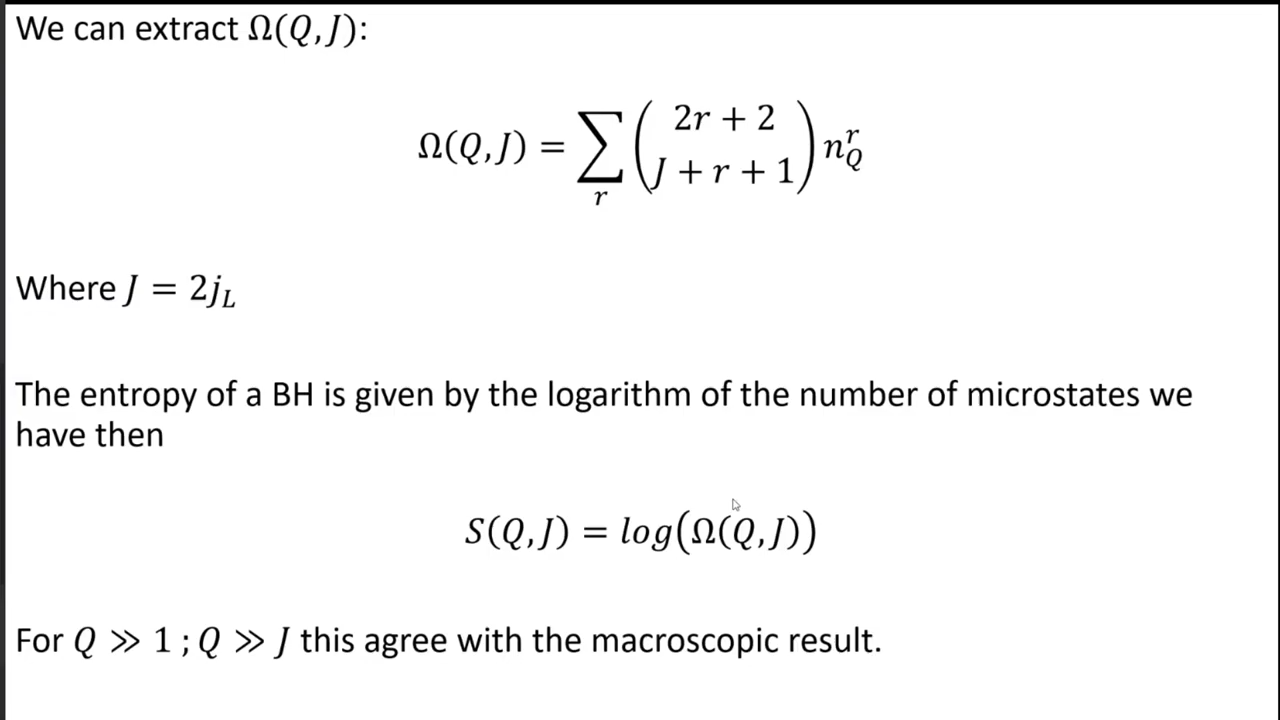 We can extract Ω(Q,J):
Ω(Q,J) = ∑_r (2r + 2 \over J + r + 1) n_Q^r
Where J = 2j_L
The entropy of a BH is given by the logarithm of the number of microstates we
have then
S(Q,J) = log(Ω(Q,J))
For Q ≫ 1 ; Q ≫ J this agree with the macroscopic result.